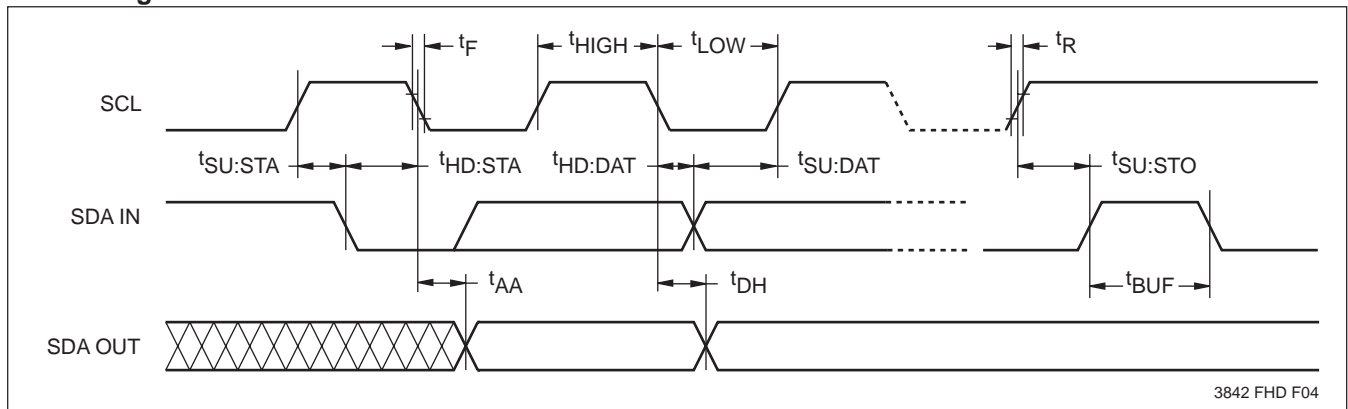 tF
tHIGH
tLOW
tR
SCL
tSU:STA
tHD:STA
tHD:DAT
tSU:DAT
tSU:STO
SDA IN
tAA
tDH
tBUF
SDA OUT
3842 FHD F04